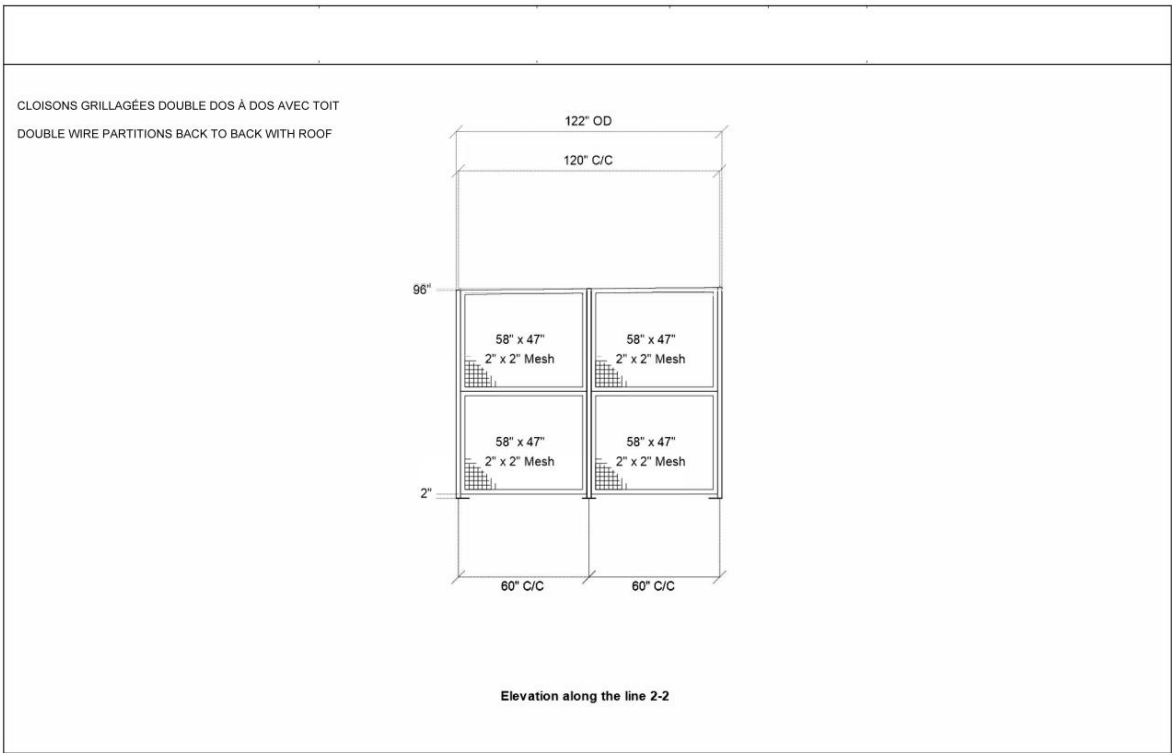 CLOISONS GRILLAGÉES DOUBLE DOS À DOS AVEC TOIT
DOUBLE WIRE PARTITIONS BACK TO BACK WITH ROOF
122" OD
120" C/C
96"
58" x 47"
2" x 2" Mesh
58" x 47"
2" x 2" Mesh
58" x 47"
2" x 2" Mesh
58" x 47"
2" x 2" Mesh
2"
60" C/C
60" C/C
Elevation along the line 2-2